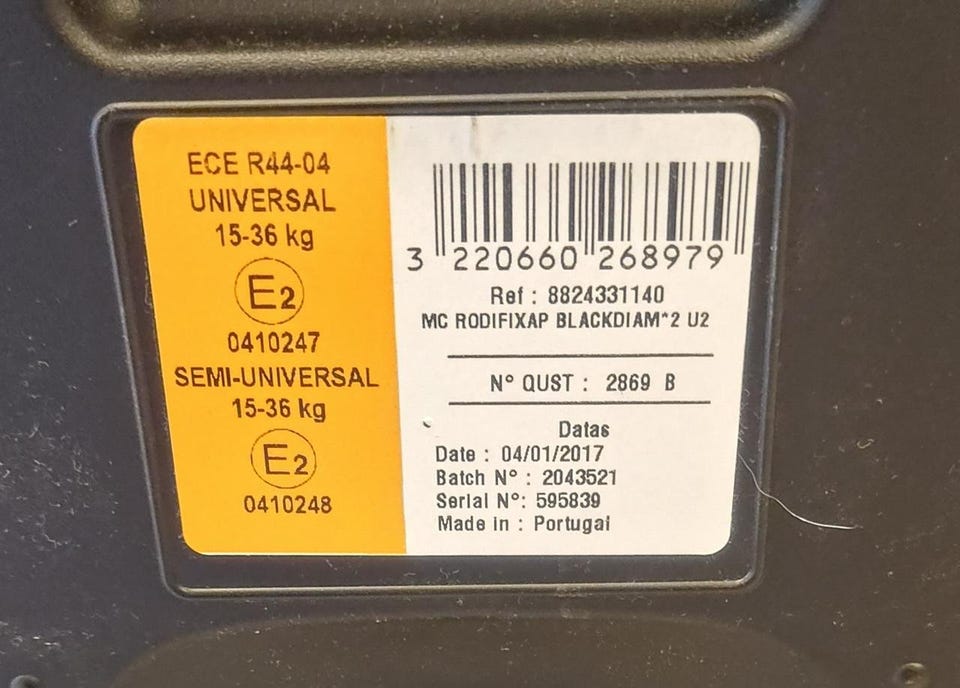 ECE R44-04
UNIVERSAL
15-36 kg
E2
0410247
SEMI-UNIVERSAL
15-36 kg
E2
0410248
3 220660 268979
Ref : 8824331140
MC RODIFIXAP BLACKDIAM*2 U2
N° QUST : 2869 B
Datas
Date : 04/01/2017
Batch N° : 2043521
Serial N°: 595839
Made in : Portugal